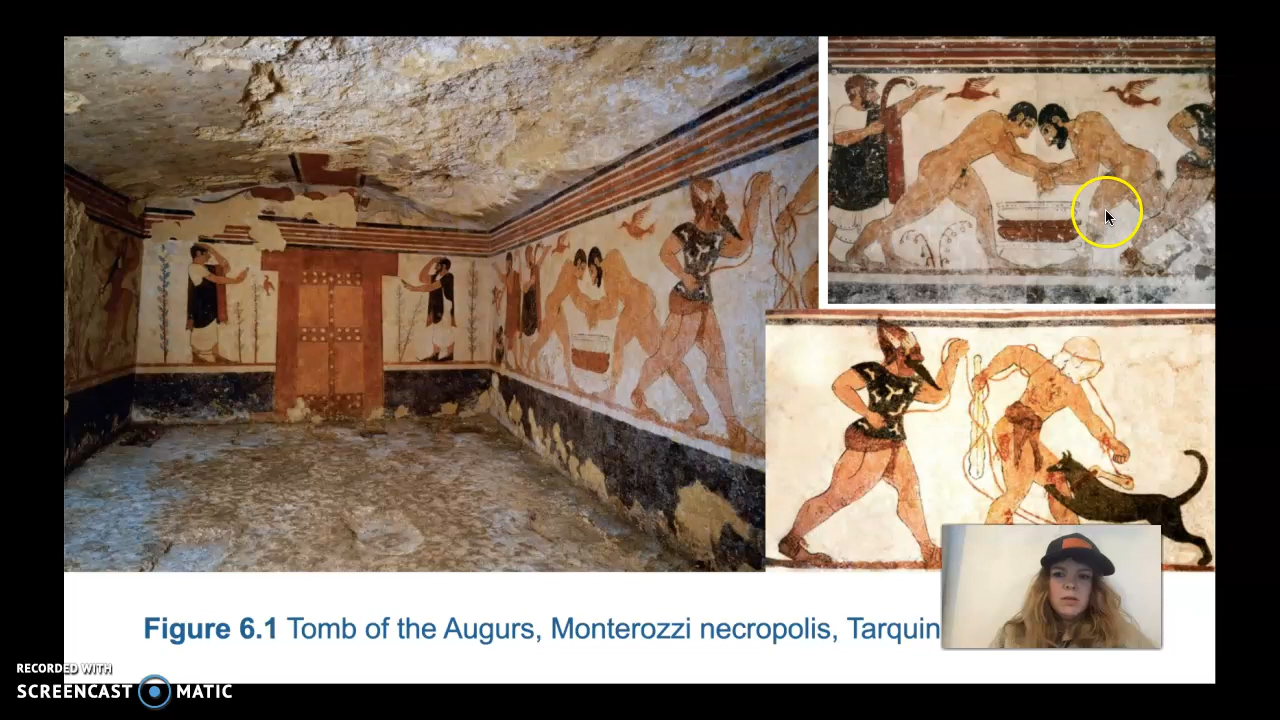 Figure 6.1 Tomb of the Augurs, Monterozzi necropolis, Tarquin
RECORDED WITH
SCREENCAST MATIC